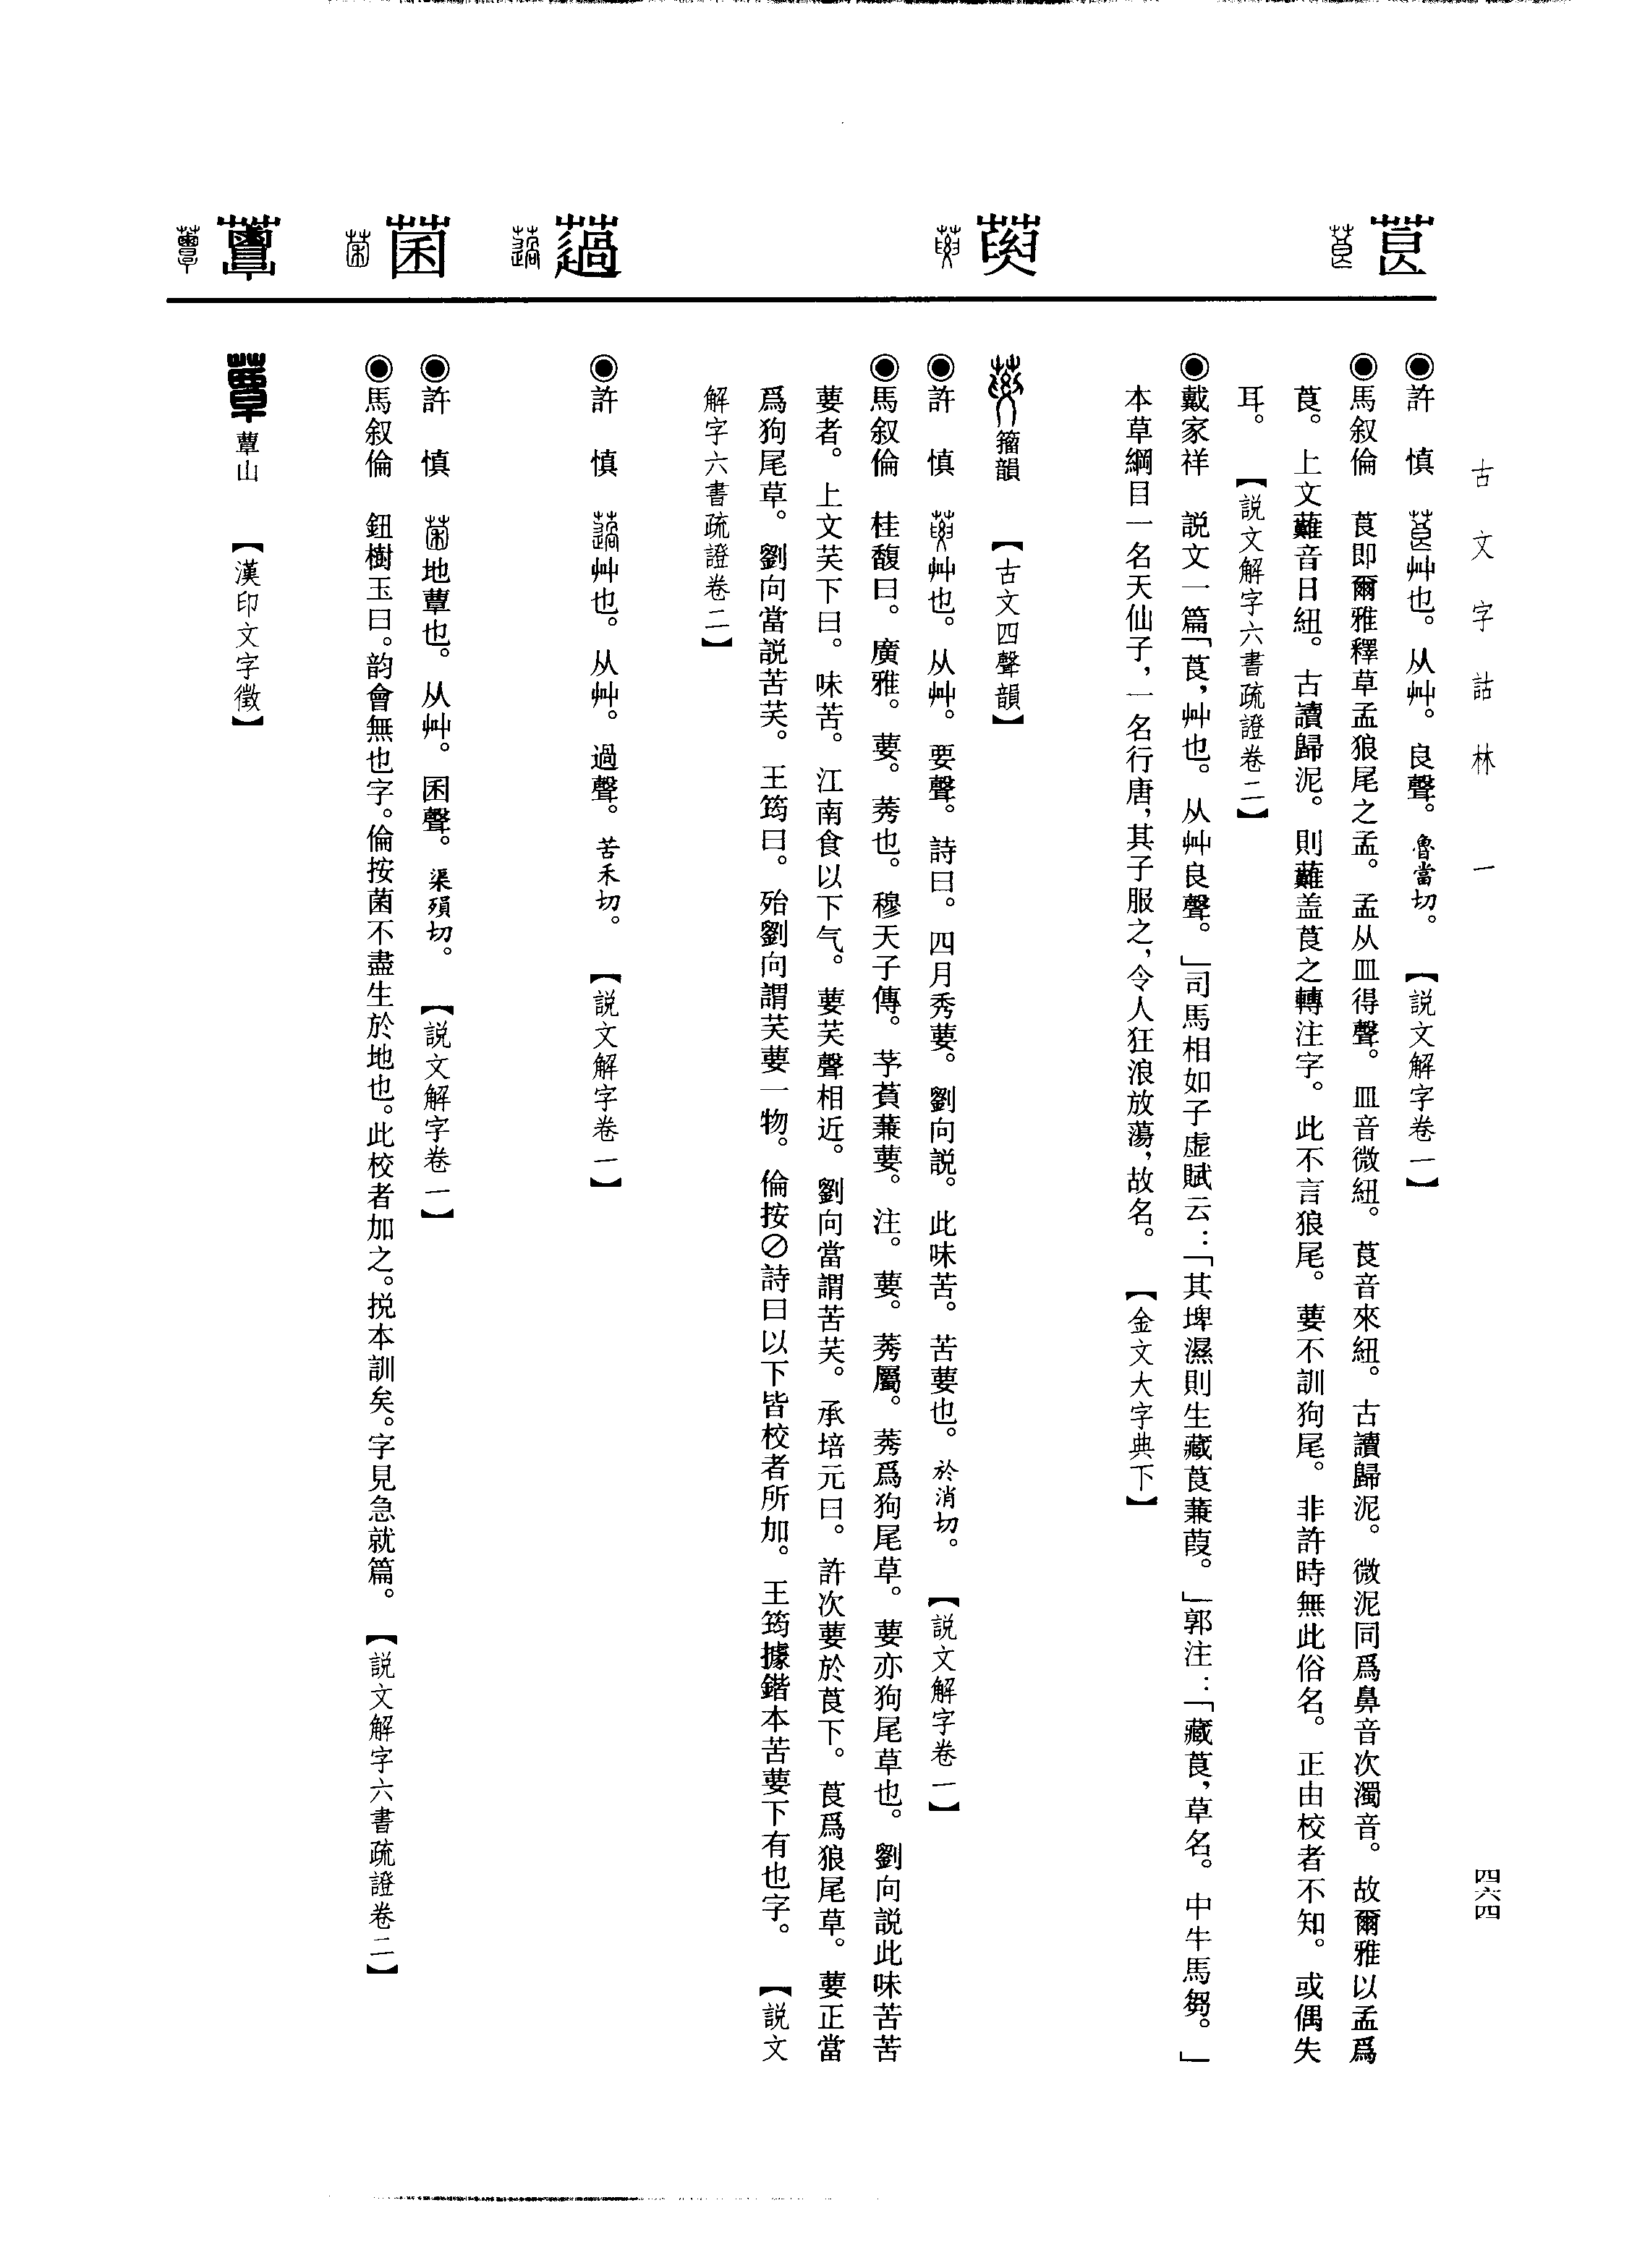 古文字詁林 一
四六四
莨
●許 慎 艸也。从艸。良聲。魯當切。【説文解字卷一】
●馬叙倫 莨即爾雅釋草孟狼尾之孟。孟从皿得聲。皿音微紐。莨音來紐。古讀歸泥。微泥同爲鼻音次濁音。故爾雅以孟爲
莨。上文蘸音日紐。古讀歸泥。則蘸盖莨之轉注字。此不言狼尾。葽不訓狗尾。非許時無此俗名。正由校者不知。或偶失
耳。【説文解字六書疏證卷二】
●戴家祥 説文一篇「莨，艸也。从艸良聲。」司馬相如子虚賦云：「其埤濕則生藏莨蒹葭。」郭注：「藏莨，草名。中牛馬芻。」
本草綱目一名天仙子，一名行唐，其子服之，令人狂浪放蕩，故名。【金文大字典下】
葽
籀韻 【古文四聲韻】
●許 慎 艸也。从艸。要聲。詩曰。四月秀葽。劉向説。此味苦。苦葽也。於消切。【説文解字卷一】
●馬叙倫 桂馥曰。廣雅。葽。莠也。穆天子傳。茅萯蒹葽。注。葽。莠屬。莠爲狗尾草。葽亦狗尾草也。劉向説此味苦苦
葽者。上文芺下曰。味苦。江南食以下气。葽芺聲相近。劉向當謂苦芺。承培元曰。許次葽於莨下。莨爲狼尾草。葽正當
爲狗尾草。劉向當説苦芺。王筠曰。殆劉向謂芺葽一物。倫按〇詩曰以下皆校者所加。王筠據鍇本苦葽下有也字。【説文
解字六書疏證卷二】
薖
●許 慎 艸也。从艸。過聲。苦禾切。【説文解字卷一】
菌
●許 慎 地蕈也。从艸。囷聲。渠殞切。【説文解字卷一】
●馬叙倫 鈕樹玉曰。韵會無也字。倫按菌不盡生於地也。此校者加之。挩本訓矣。字見急就篇。【説文解字六書疏證卷二】
蕈
蕈山 【漢印文字徵】